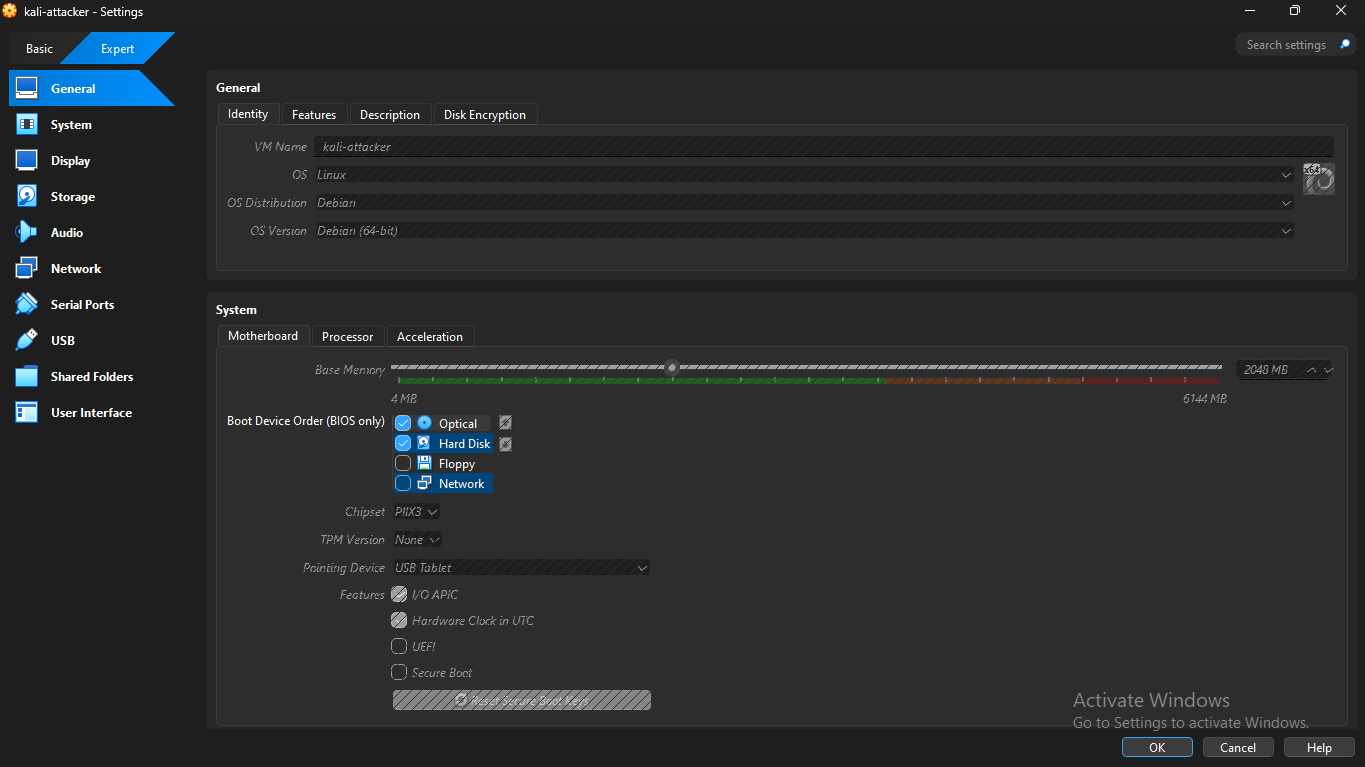 kali-attacker - Settings
Basic Expert
Search settings
General
System
Display
Storage
Audio
Network
Serial Ports
USB
Shared Folders
User Interface
General
Identity Features Description Disk Encryption
VM Name kali-attacker
OS Linux
x64
OS Distribution Debian
OS Version Debian (64-bit)
System
Motherboard Processor Acceleration
Base Memory 2048 MB
4 MB 6144 MB
Boot Device Order (BIOS only) Optical
Hard Disk
Floppy
Network
Chipset PIIX3
TPM Version None
Pointing Device USB Tablet
Features I/O APIC
Hardware Clock in UTC
UEFI
Secure Boot
Reset Secure Boot Keys
Activate Windows
Go to Settings to activate Windows.
OK Cancel Help